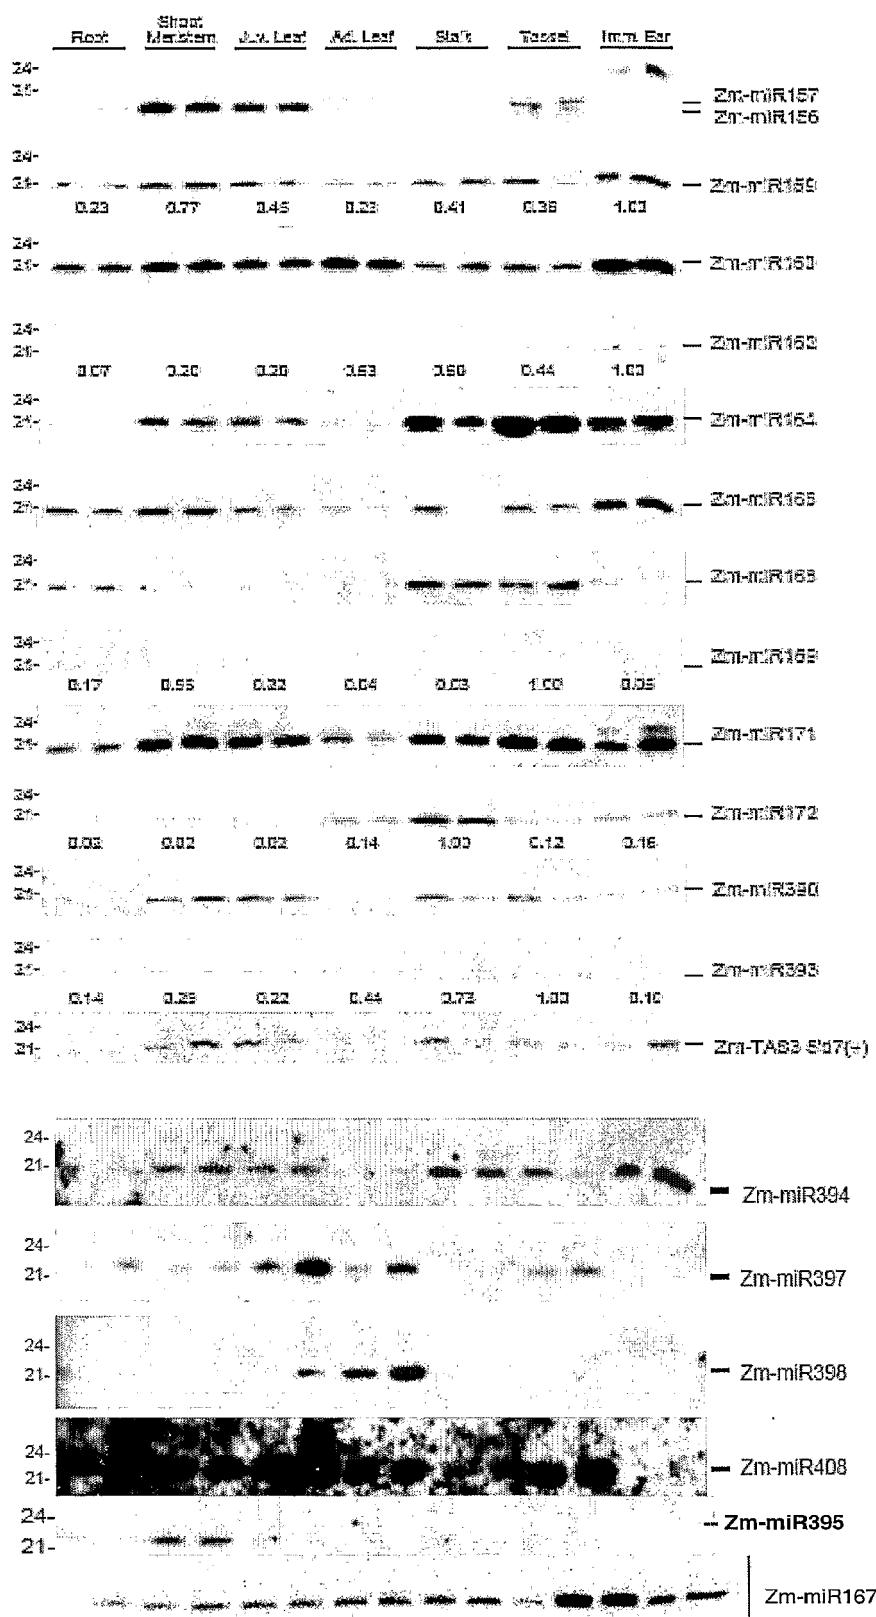 Root Shoot Meristem Juv. Leaf Ad. Leaf Stalk Tassel Imm. Ear
24-
21-
Zm-miR157
Zm-miR156
24-
21-
Zm-miR159
0.23 0.77 0.45 0.23 0.41 0.36 1.00
24-
21-
Zm-miR160
24-
21-
Zm-miR162
0.07 0.20 0.20 0.53 0.50 0.44 1.00
24-
21-
Zm-miR164
24-
21-
Zm-miR166
24-
21-
Zm-miR168
24-
21-
Zm-miR169
0.17 0.55 0.22 0.04 0.03 1.00 0.05
24-
21-
Zm-miR171
24-
21-
Zm-miR172
0.02 0.02 0.02 0.14 1.00 0.12 0.16
24-
21-
Zm-miR390
24-
21-
Zm-miR393
0.14 0.29 0.22 0.44 0.73 1.00 0.10
24-
21-
Zm-TAS3 5'D7(+)
24-
21-
Zm-miR394
24-
21-
Zm-miR397
24-
21-
Zm-miR398
24-
21-
Zm-miR408
24-
21-
Zm-miR395
Zm-miR167